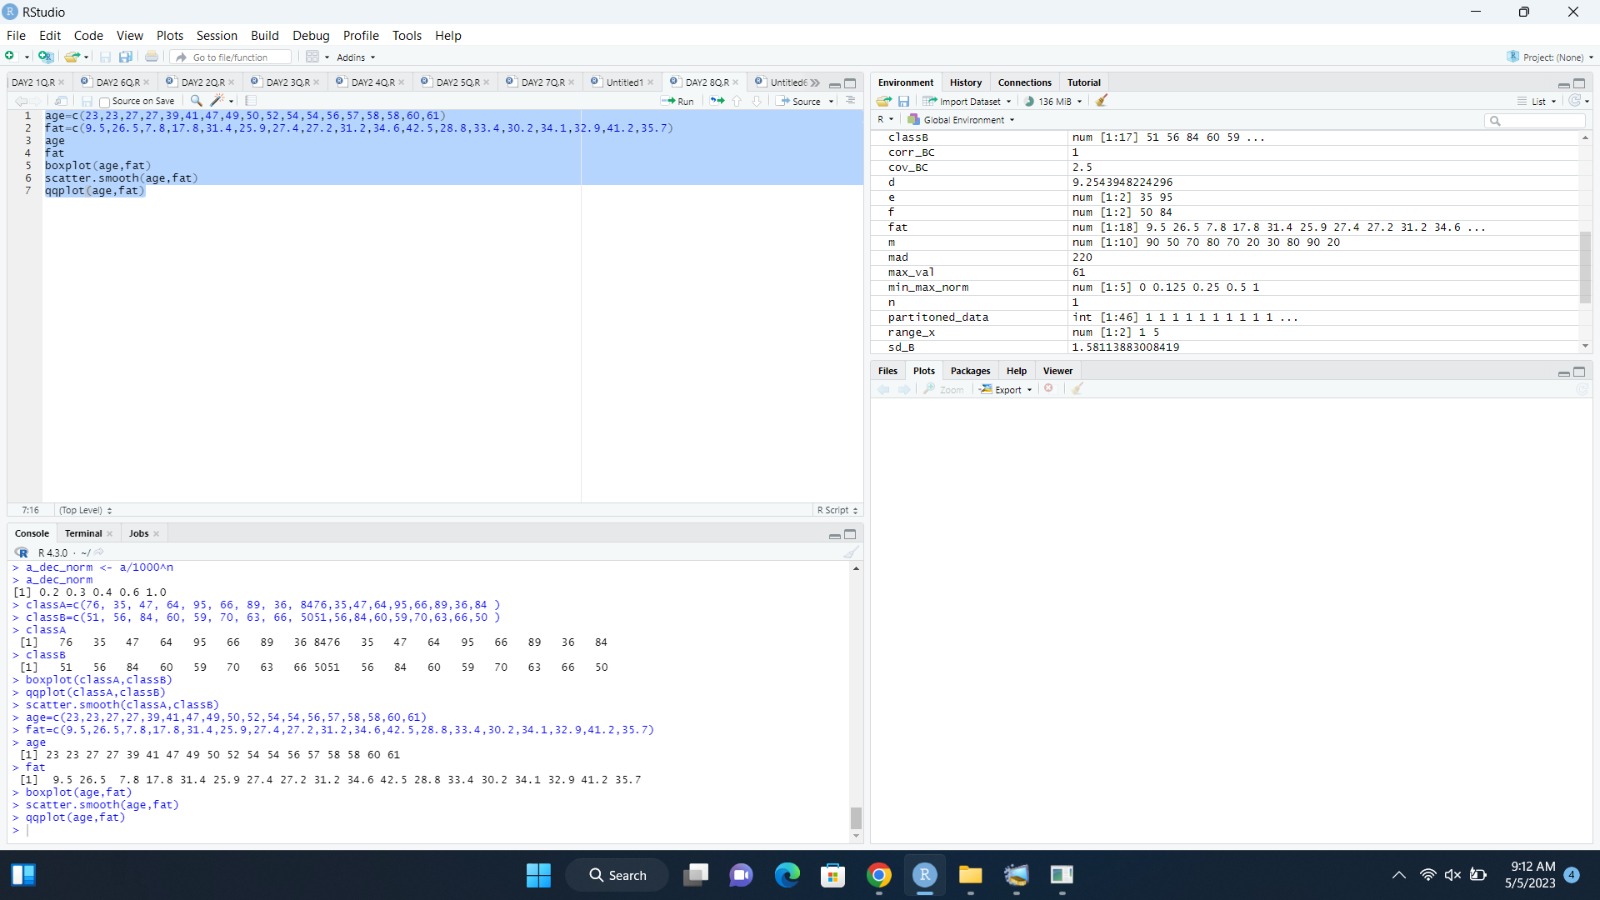 RStudio
File Edit Code View Plots Session Build Debug Profile Tools Help
Go to file/function Addins Project: (None)
DAY2 1Q.R DAY2 6Q.R DAY2 2Q.R DAY2 3Q.R DAY2 4Q.R DAY2 5Q.R DAY2 7Q.R Untitled1 DAY2 8Q.R Untitled6
Source on Save Run Source
1 age=c(23,23,27,27,39,41,47,49,50,52,54,54,56,57,58,58,60,61)
2 fat=c(9.5,26.5,7.8,17.8,31.4,25.9,27.4,27.2,31.2,34.6,42.5,28.8,33.4,30.2,34.1,32.9,41.2,35.7)
3 age
4 fat
5 boxplot(age,fat)
6 scatter.smooth(age,fat)
7 qqplot(age,fat)
7:16 (Top Level) R Script
Console Terminal Jobs
R 4.3.0 · ~/
> a_dec_norm <- a/1000^n
> a_dec_norm
[1] 0.2 0.3 0.4 0.6 1.0
> classA=c(76, 35, 47, 64, 95, 66, 89, 36, 8476,35,47,64,95,66,89,36,84 )
> classB=c(51, 56, 84, 60, 59, 70, 63, 66, 5051,56,84,60,59,70,63,66,50 )
> classA
[1] 76 35 47 64 95 66 89 36 8476 35 47 64 95 66 89 36 84
> classB
[1] 51 56 84 60 59 70 63 66 5051 56 84 60 59 70 63 66 50
> boxplot(classA,classB)
> qqplot(classA,classB)
> scatter.smooth(classA,classB)
> age=c(23,23,27,27,39,41,47,49,50,52,54,54,56,57,58,58,60,61)
> fat=c(9.5,26.5,7.8,17.8,31.4,25.9,27.4,27.2,31.2,34.6,42.5,28.8,33.4,30.2,34.1,32.9,41.2,35.7)
> age
[1] 23 23 27 27 39 41 47 49 50 52 54 54 56 57 58 58 60 61
> fat
[1] 9.5 26.5 7.8 17.8 31.4 25.9 27.4 27.2 31.2 34.6 42.5 28.8 33.4 30.2 34.1 32.9 41.2 35.7
> boxplot(age,fat)
> scatter.smooth(age,fat)
> qqplot(age,fat)
>
Environment History Connections Tutorial
Import Dataset 136 MiB List
R Global Environment
classB num [1:17] 51 56 84 60 59 ...
corr_BC 1
cov_BC 2.5
d 9.2543948224296
e num [1:2] 35 95
f num [1:2] 50 84
fat num [1:18] 9.5 26.5 7.8 17.8 31.4 25.9 27.4 27.2 31.2 34.6 ...
m num [1:10] 90 50 70 80 70 20 30 80 90 20
mad 220
max_val 61
min_max_norm num [1:5] 0 0.125 0.25 0.5 1
n 1
partitoned_data int [1:46] 1 1 1 1 1 1 1 1 1 1 ...
range_x num [1:2] 1 5
sd_B 1.58113883008419
Files Plots Packages Help Viewer
Zoom Export
Search
9:12 AM
5/5/2023 4